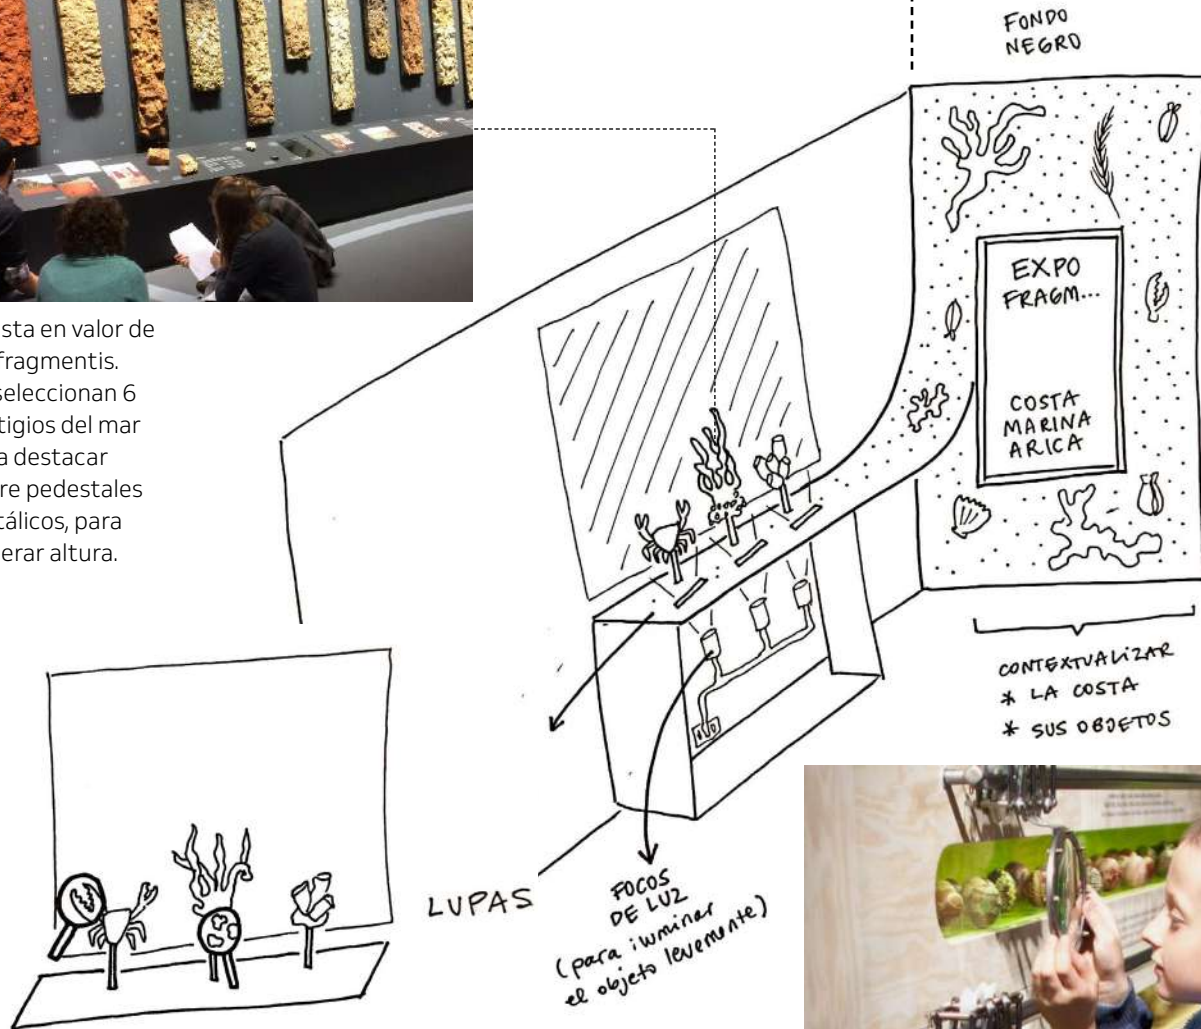 FONDO
NEGRO
EXPO
FRAGM...
COSTA
MARINA
ARICA
sta en valor de
fragmentis.
seleccionan 6
tigios del mar
a destacar
re pedestales
tálicos, para
erar altura.
CONTEXTUALIZAR
* LA COSTA
* SUS OBJETOS
LUPAS
FOCOS
DE LUZ
(para iluminar
el objeto levemente)